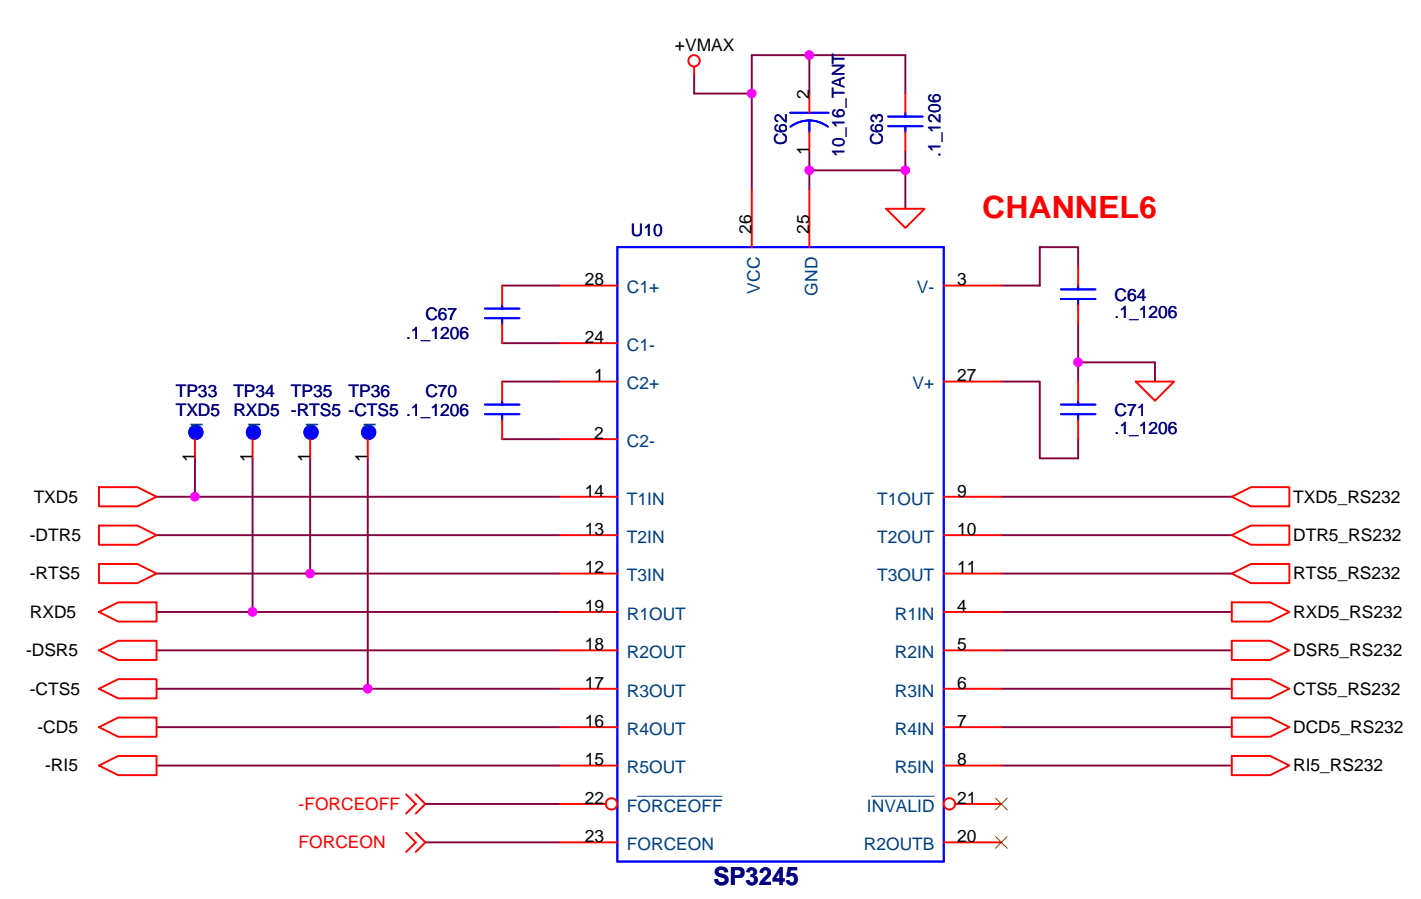 +VMAX
2
C62
1
10_16_TANT
C63
.1_1206
CHANNEL6
U10
26
25
VCC
GND
28
C1+
V-
3
C67
.1_1206
C64
.1_1206
24
C1-
1
C2+
V+
27
C70
.1_1206
C71
.1_1206
2
C2-
TP33
TXD5
TP34
RXD5
TP35
-RTS5
TP36
-CTS5
1
1
1
1
TXD5
14
T1IN
T1OUT
9
TXD5_RS232
-DTR5
13
T2IN
T2OUT
10
DTR5_RS232
-RTS5
12
T3IN
T3OUT
11
RTS5_RS232
RXD5
19
R1OUT
R1IN
4
RXD5_RS232
-DSR5
18
R2OUT
R2IN
5
DSR5_RS232
-CTS5
17
R3OUT
R3IN
6
CTS5_RS232
-CD5
16
R4OUT
R4IN
7
DCD5_RS232
-RI5
15
R5OUT
R5IN
8
RI5_RS232
-FORCEOFF
22
FORCEOFF
INVALID
21
FORCEON
23
FORCEON
R2OUTB
20
SP3245